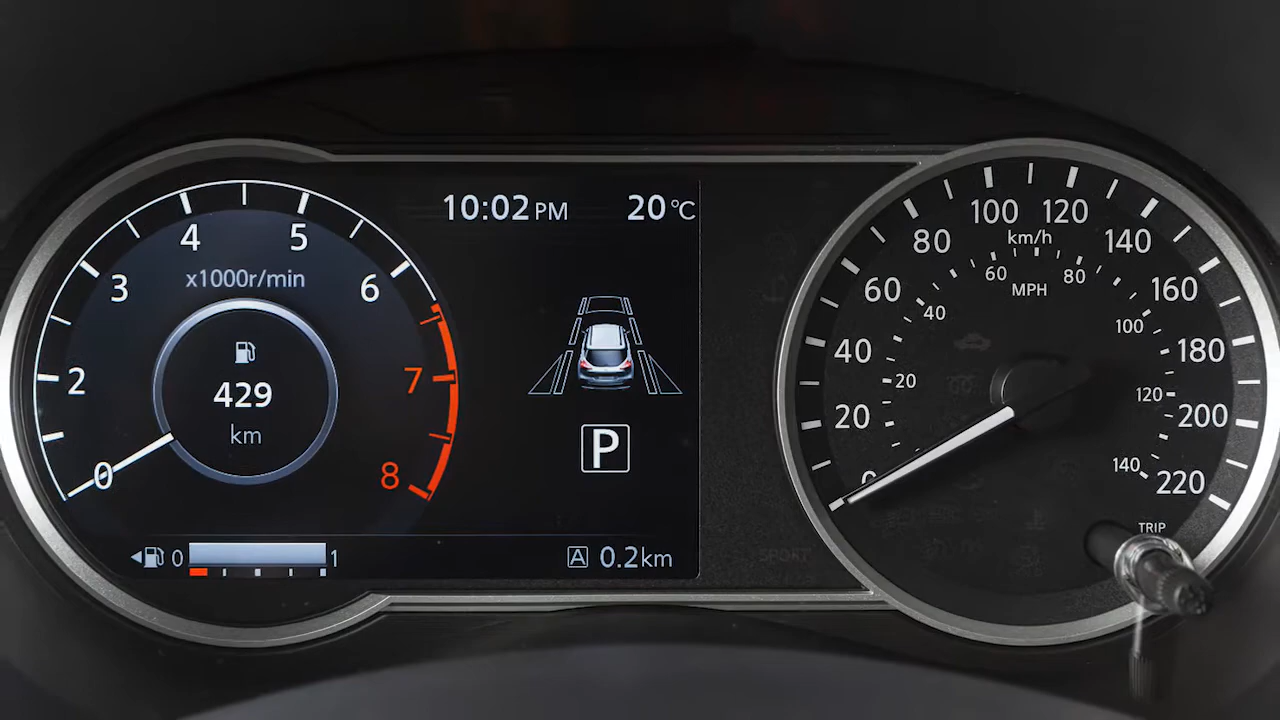 10:02 PM 20 °C
4 5
x1000r/min
3 6
429
2 7
km
0 8
P
0 1
A 0.2km
100 120
km/h
80 140
60 80
MPH
60 160
40 100
40 180
20 120
20 200
0 140 220
TRIP
SPORT